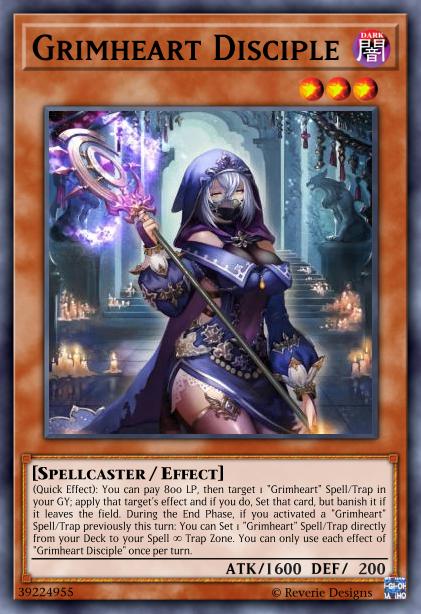 Grimheart Disciple
DARK
闇
[Spellcaster / Effect]
(Quick Effect): You can pay 800 LP, then target 1 "Grimheart" Spell/Trap in
your GY; apply that target's effect and if you do, Set that card, but banish it if
it leaves the field. During the End Phase, if you activated a "Grimheart"
Spell/Trap previously this turn: You can Set 1 "Grimheart" Spell/Trap directly
from your Deck to your Spell ∞ Trap Zone. You can only use each effect of
"Grimheart Disciple" once per turn.
ATK/1600 DEF/ 200
39224955
© Reverie Designs